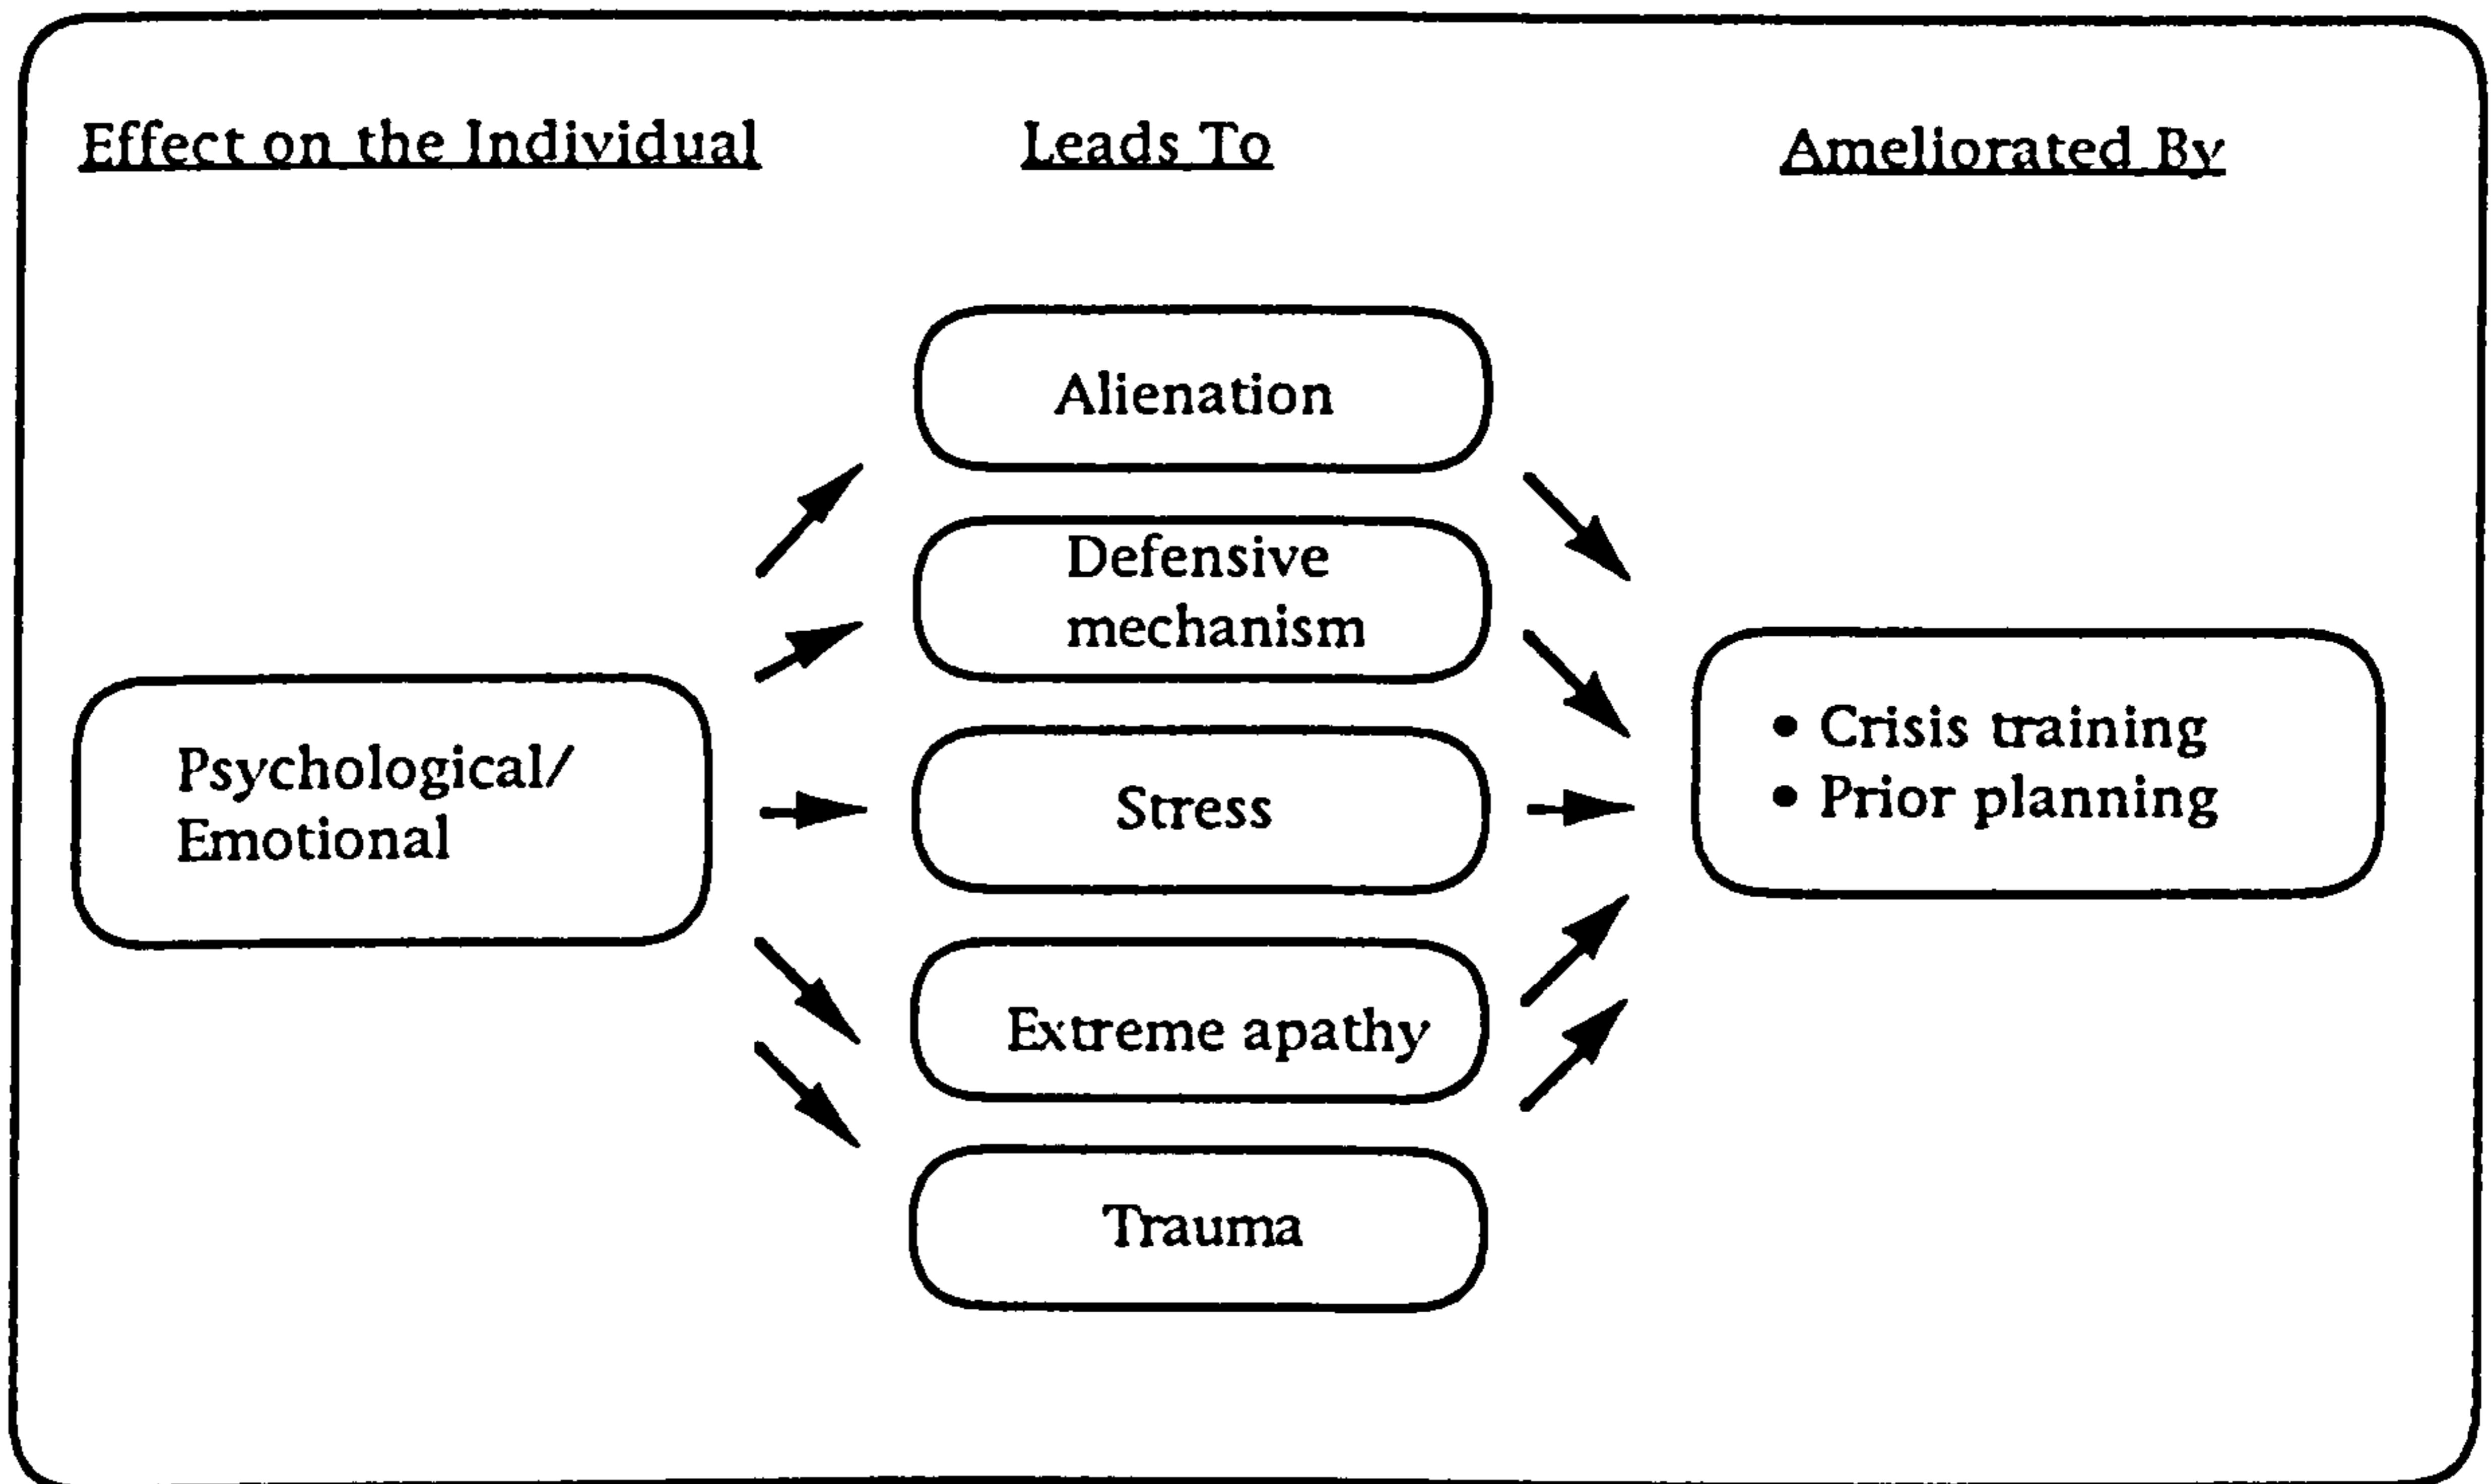 Effect on the Individual
Leads To
Ameliorated By
Alienation
Defensive
mechanism
Psychological/
Emotional
Stress
• Crisis training
• Prior planning
Extreme apathy
Trauma